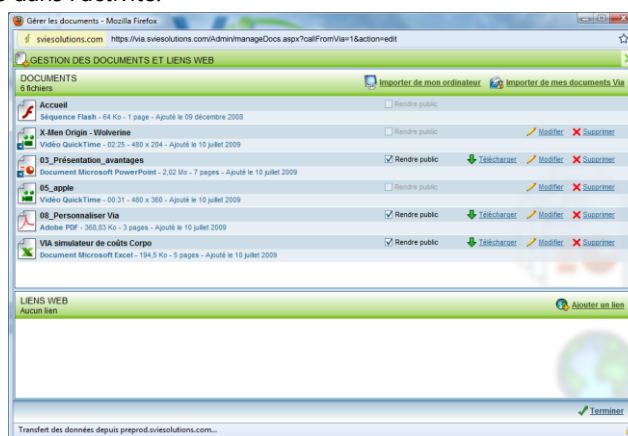 dans l'activité.
Gérer les documents - Mozilla Firefox
sviesolutions.com https://via.sviesolutions.com/Admin/manageDocs.aspx?callFromVia=1&action=edit
GESTION DES DOCUMENTS ET LIENS WEB
DOCUMENTS
6 fichiers
Importer de mon ordinateur Importer de mes documents Via
Accueil
Rendre public
Séquence Flash - 64 Ko - 1 page - Ajouté le 09 décembre 2008
X-Men Origin - Wolverine
Rendre public Modifier Supprimer
Vidéo QuickTime - 02:25 - 480 x 204 - Ajouté le 10 juillet 2009
03_Présentation_avantages
Rendre public Télécharger Modifier Supprimer
Document Microsoft PowerPoint - 2,02 Mo - 7 pages - Ajouté le 10 juillet 2009
05_apple
Rendre public Modifier Supprimer
Vidéo QuickTime - 00:31 - 480 x 360 - Ajouté le 10 juillet 2009
08_Personnaliser Via
Rendre public Télécharger Modifier Supprimer
Adobe PDF - 368,83 Ko - 3 pages - Ajouté le 10 juillet 2009
VIA simulateur de coûts Corpo
Rendre public Télécharger Modifier Supprimer
Document Microsoft Excel - 194,5 Ko - 5 pages - Ajouté le 10 juillet 2009
LIENS WEB
Aucun lien
Ajouter un lien
Terminer
Transfert des données depuis preprod.sviesolutions.com...